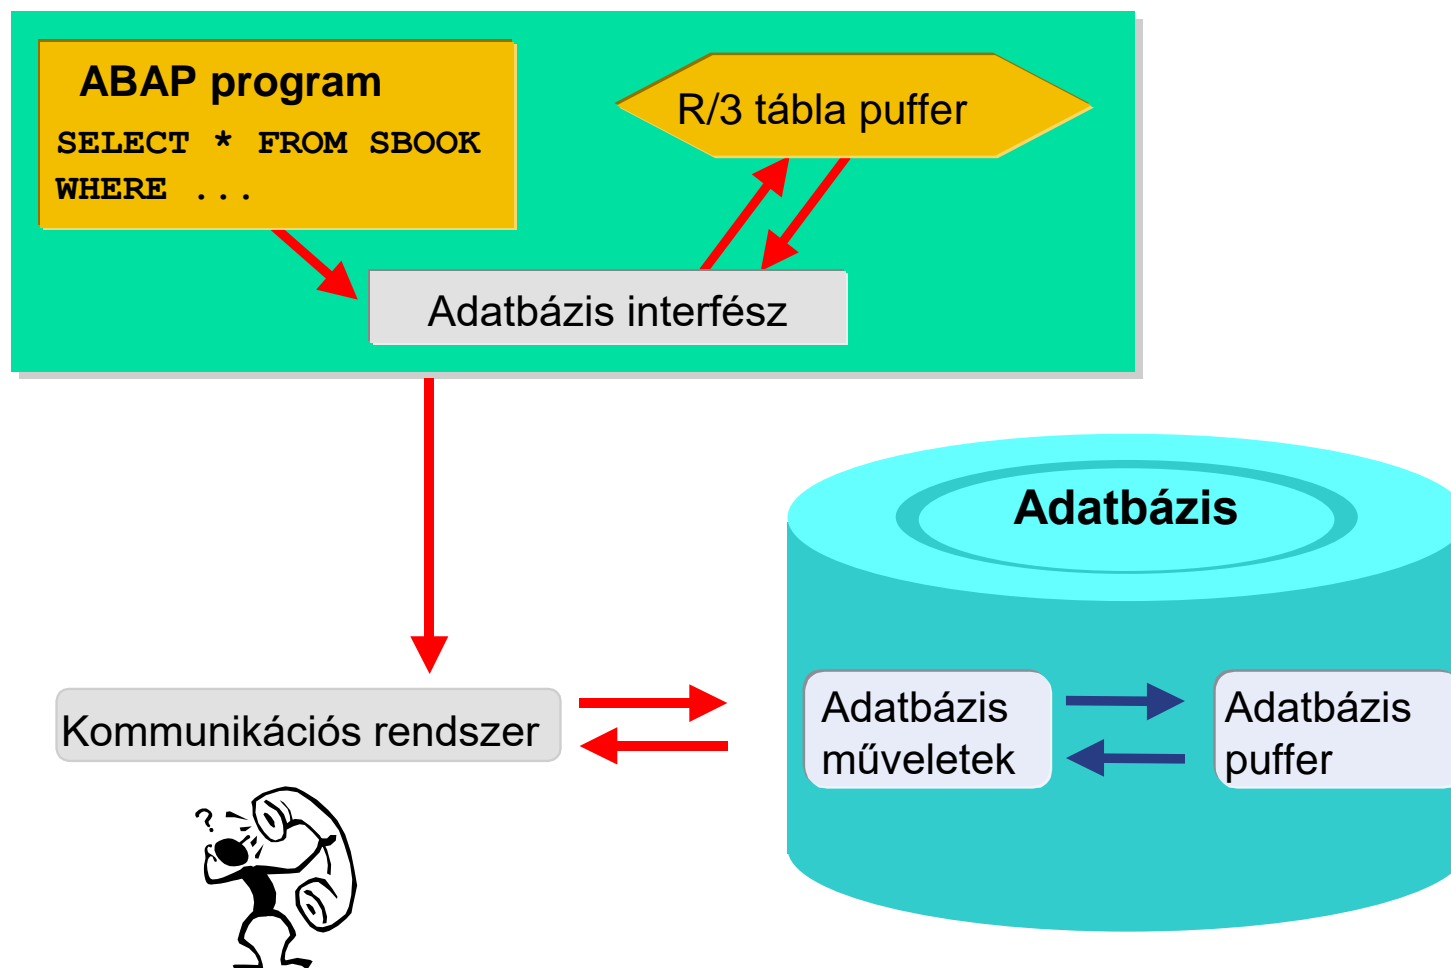 ABAP program
SELECT * FROM SBOOK
WHERE ...
R/3 tábla puffer
Adatbázis interfész
Adatbázis
Kommunikációs rendszer
Adatbázis
műveletek
Adatbázis
puffer
?